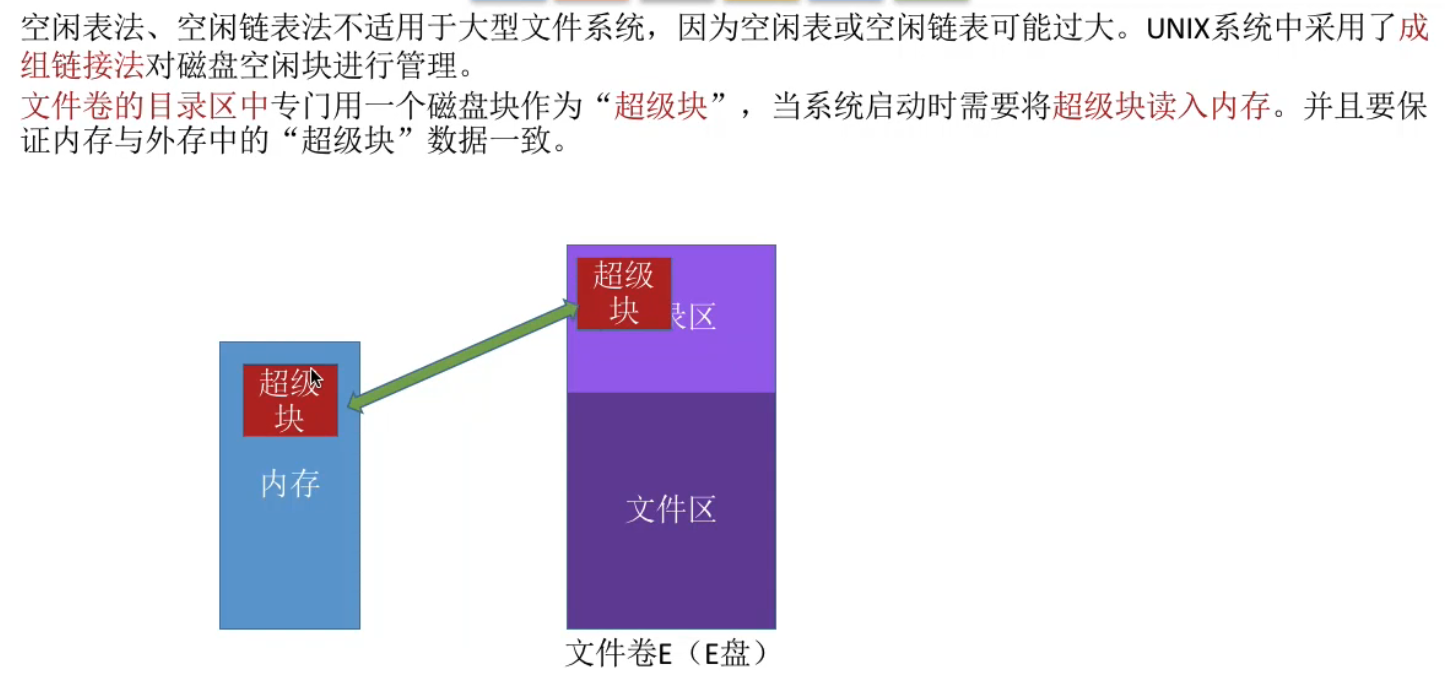 空闲表法、空闲链表法不适用于大型文件系统，因为空闲表或空闲链表可能过大。UNIX系统中采用了成
组链接法对磁盘空闲块进行管理。
文件卷的目录区中专门用一个磁盘块作为“超级块”，当系统启动时需要将超级块读入内存。并且要保
证内存与外存中的“超级块”数据一致。
超级
块
录区
超级
块
内存
文件区
文件卷E（E盘）